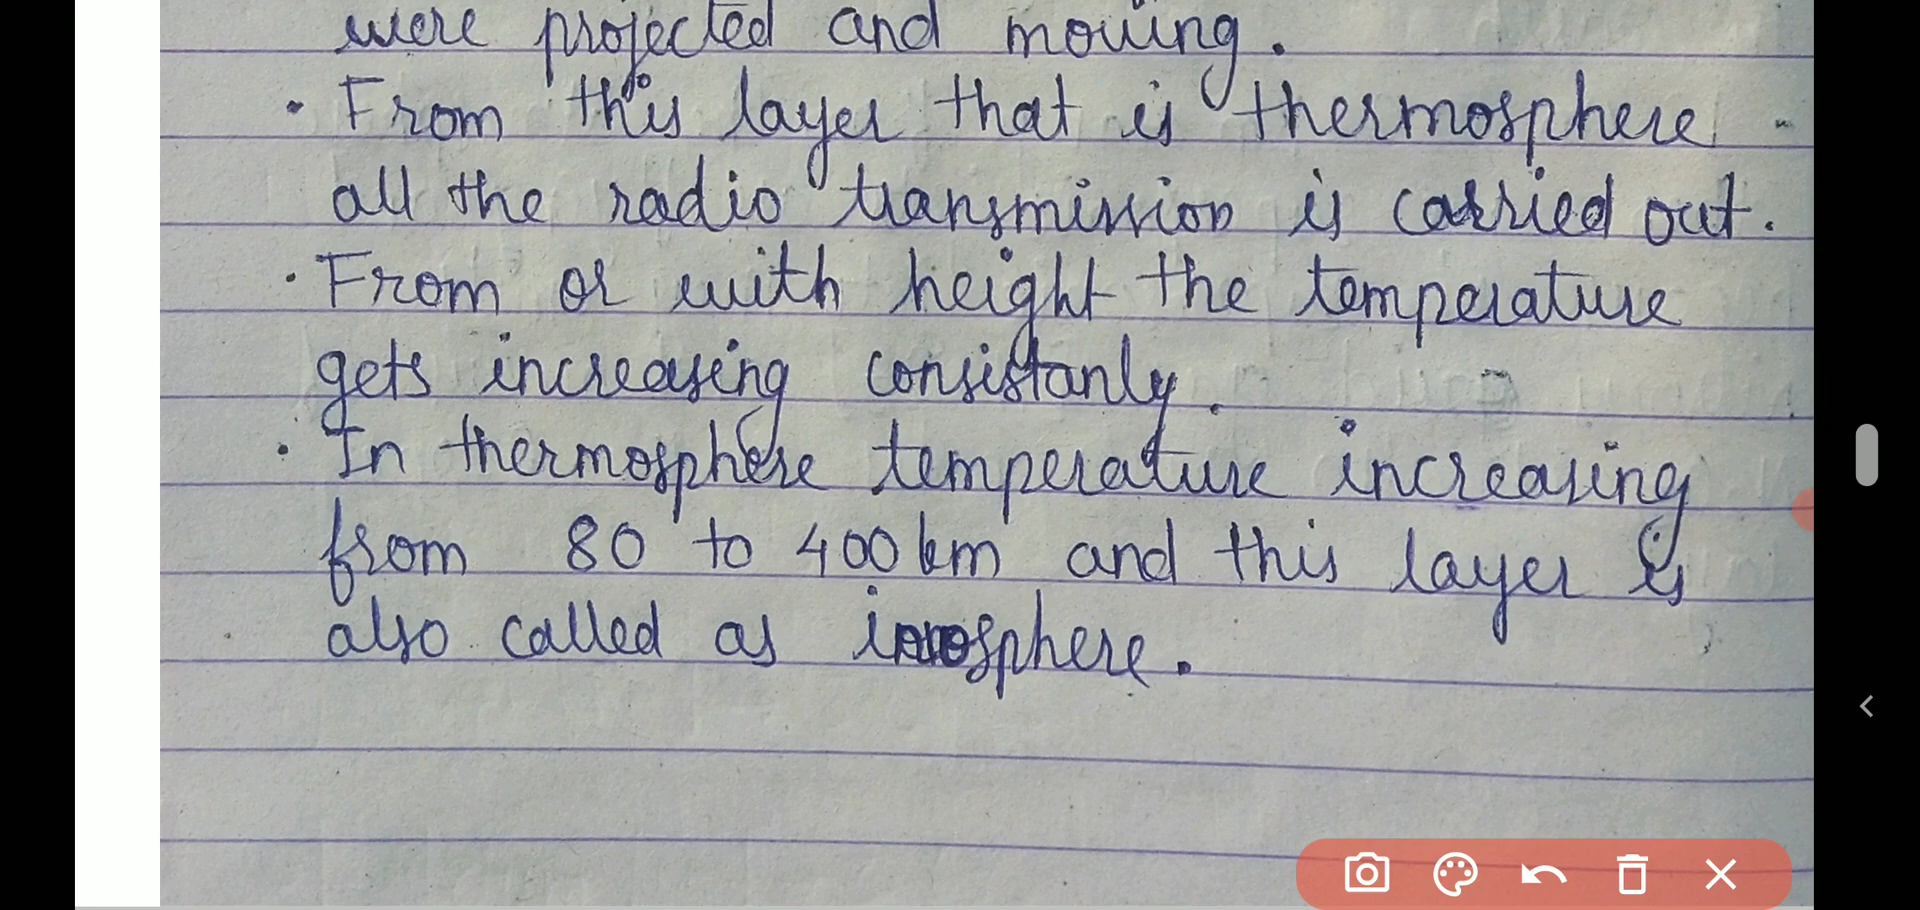 were projected and moving.
• From this layer that is thermosphere
all the radio transmission is carried out.
• From or with height the temperature
gets increasing consistanly.
• In thermosphere temperature increasing
from 80 to 400 km and this layer is
also called as